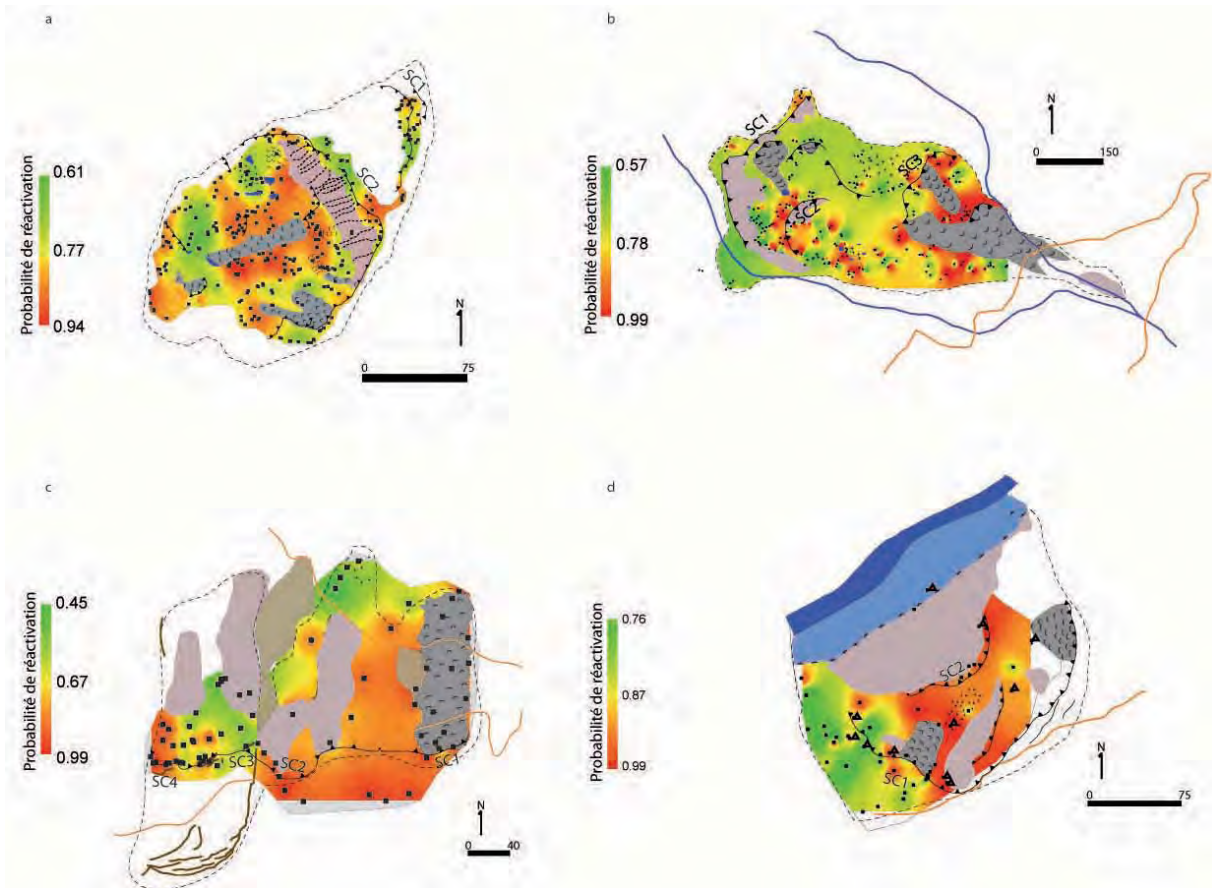 a
SC1
SC2
Probabilité de réactivation
0.61
0.77
0.94
N
0
75
b
SC1
SC2
SC3
Probabilité de réactivation
0.57
0.78
0.99
N
0
150
c
Probabilité de réactivation
0.45
0.67
0.99
SC4
SC3
SC2
SC1
N
0
40
d
Probabilité de réactivation
0.76
0.87
0.99
SC2
SC1
N
0
75